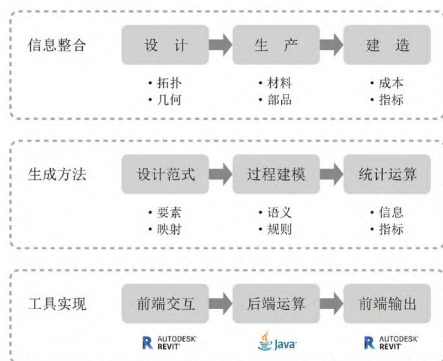 信息整合 设 计 生 产 建 造
• 拓扑 • 材料 • 成本
• 几何 • 部品 • 指标
生成方法 设计范式 过程建模 统计运算
• 要素 • 语义 • 信息
• 映射 • 规则 • 指标
工具实现 前端交互 后端运算 前端输出
R AUTODESK® REVIT® Java™ R AUTODESK® REVIT®